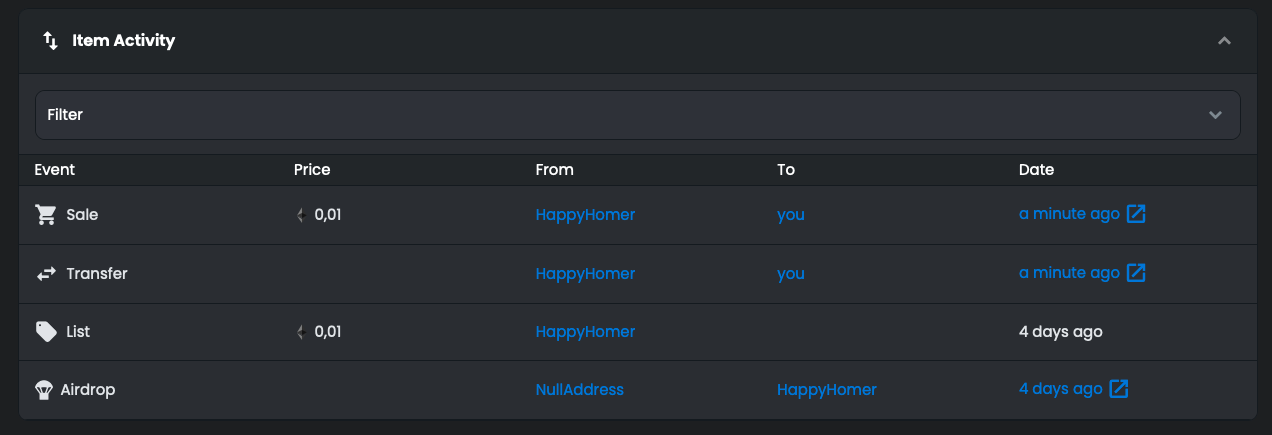 Item Activity
Filter
Event Price From To Date
Sale 0,01 HappyHomer you a minute ago
Transfer HappyHomer you a minute ago
List 0,01 HappyHomer 4 days ago
Airdrop NullAddress HappyHomer 4 days ago